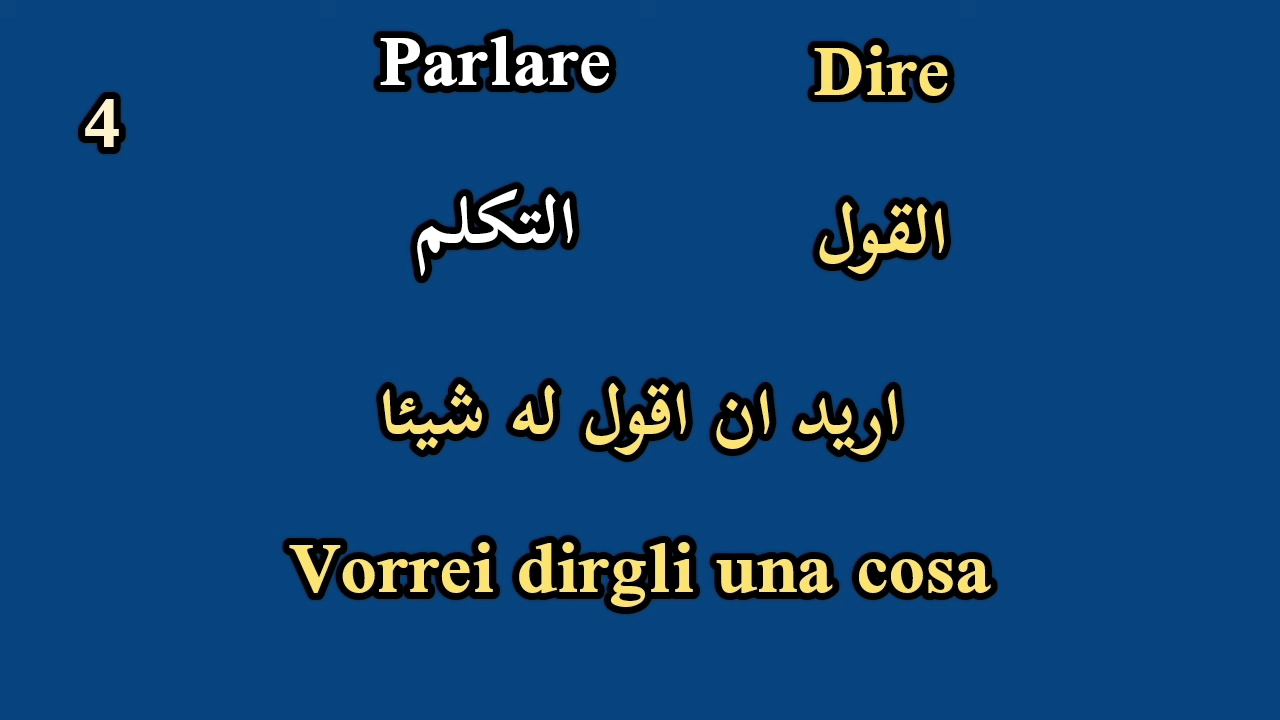 Parlare Dire
4
التكلم القول
اريد ان اقول له شيئا
Vorrei dirgli una cosa